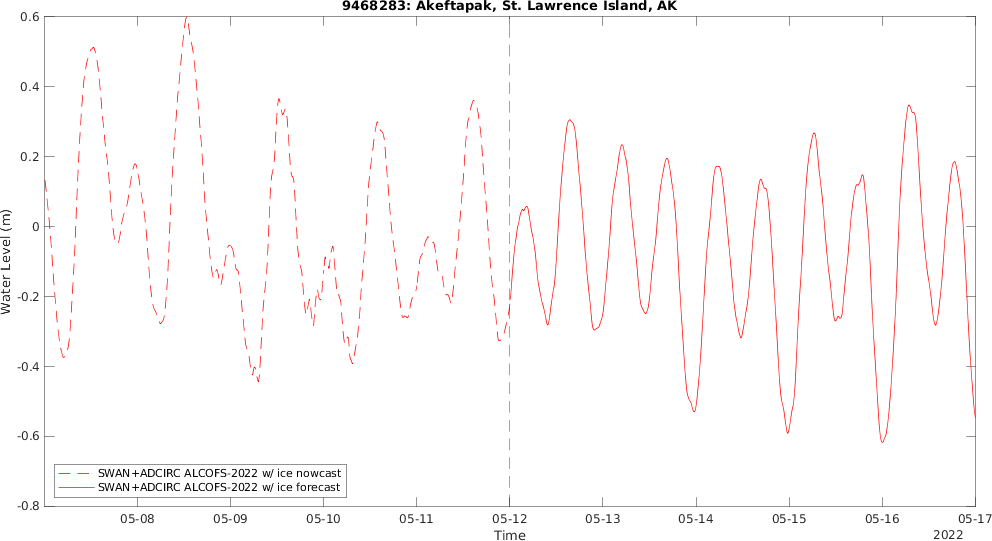 9468283: Akeftapak, St. Lawrence Island, AK
0.6
0.4
0.2
0
-0.2
-0.4
-0.6
-0.8
Water Level (m)
SWAN+ADCIRC ALCOFS-2022 w/ ice nowcast
SWAN+ADCIRC ALCOFS-2022 w/ ice forecast
05-08 05-09 05-10 05-11 05-12 05-13 05-14 05-15 05-16 05-17
Time
2022